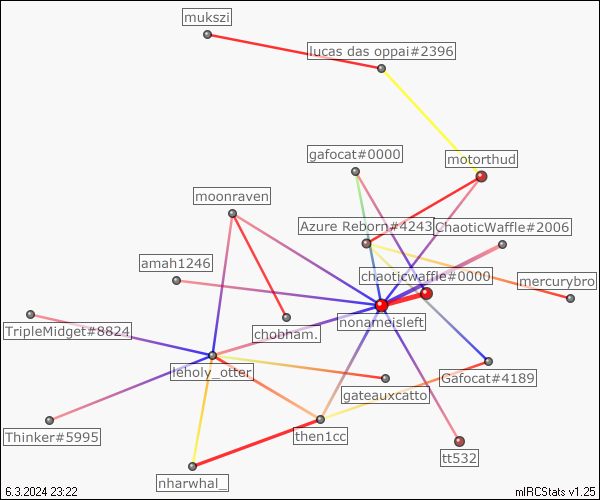 mukszi
lucas das oppai#2396
gafocat#0000
motorthud
moonraven
Azure Reborn#4243
ChaoticWaffle#2006
amah1246
chaoticwaffle#0000
mercurybro
nonameisleft
TripleMidget#8824
chobham.
leholy_otter
Gafocat#4189
gateauxcatto
Thinker#5995
then1cc
tt532
nharwhal_
6.3.2024 23:22
mIRCStats v1.25